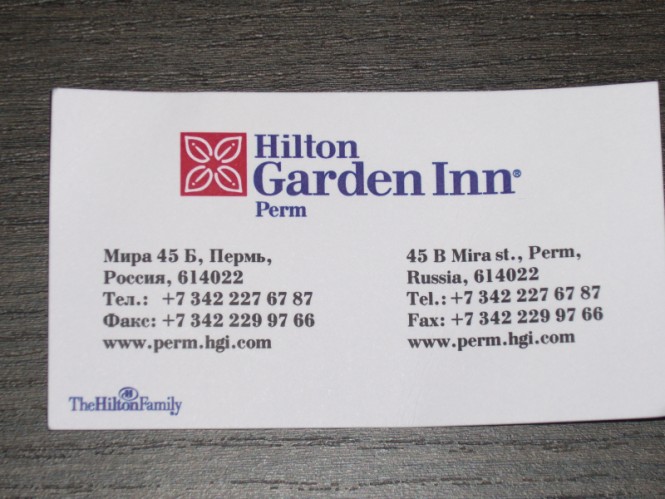 Hilton
Garden Inn®
Perm
Мира 45 Б, Пермь,
Россия, 614022
Тел.: +7 342 227 67 87
Факс: +7 342 229 97 66
www.perm.hgi.com
45 B Mira st., Perm,
Russia, 614022
Tel.: +7 342 227 67 87
Fax: +7 342 229 97 66
www.perm.hgi.com
TheHiltonFamily